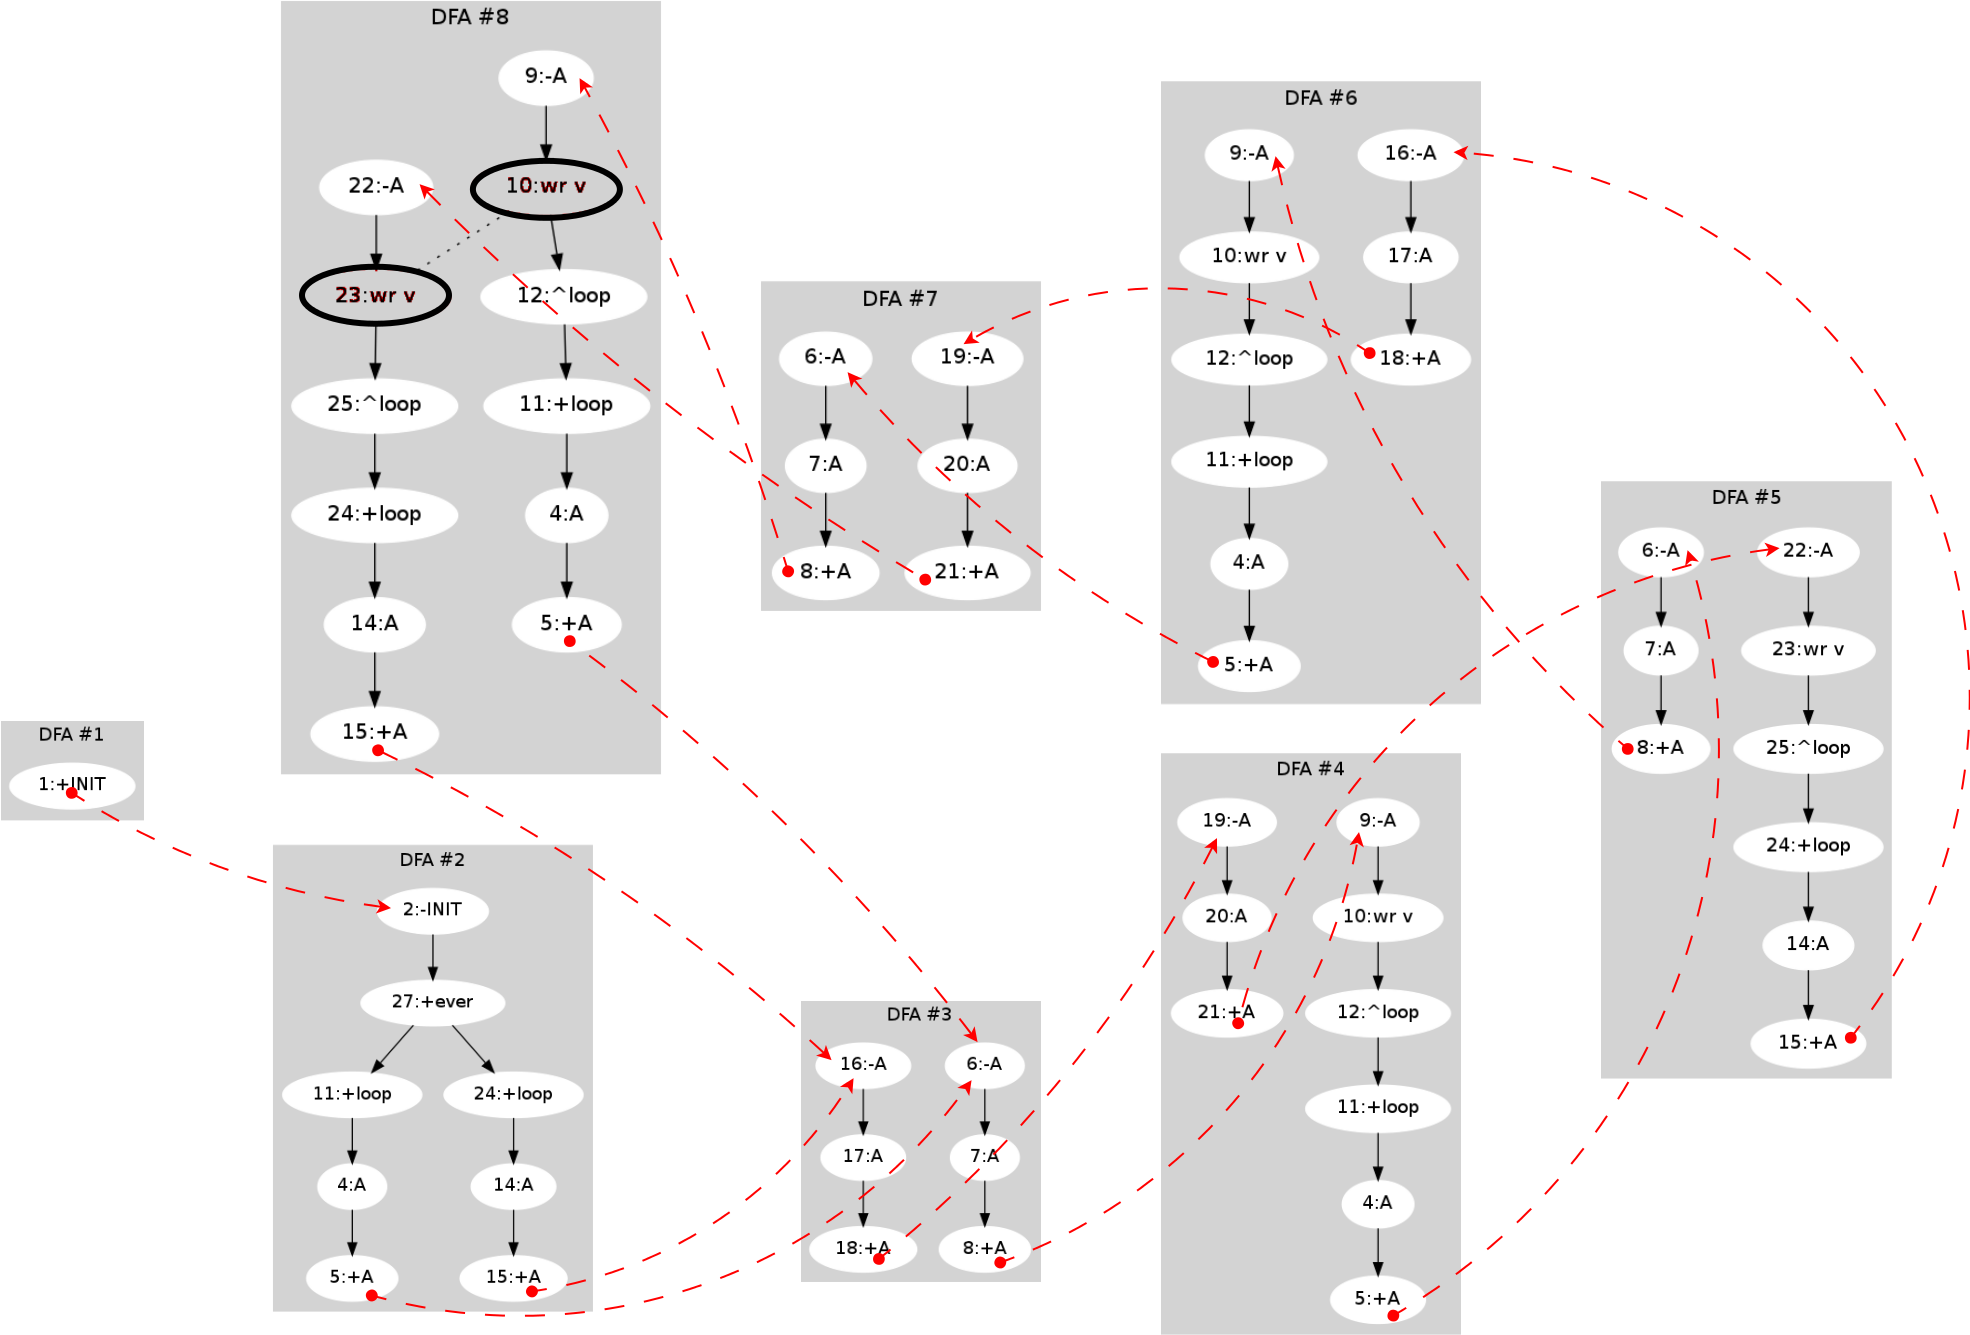 DFA #8
9:-A
22:-A
10:wr v
23:wr v
12:^loop
25:^loop
11:+loop
24:+loop
4:A
14:A
5:+A
15:+A
DFA #7
6:-A
19:-A
7:A
20:A
8:+A
21:+A
DFA #6
9:-A
16:-A
10:wr v
17:A
12:^loop
18:+A
11:+loop
4:A
5:+A
DFA #5
6:-A
22:-A
7:A
23:wr v
8:+A
25:^loop
24:+loop
14:A
15:+A
DFA #1
1:+INIT
DFA #2
2:-INIT
27:+ever
11:+loop
24:+loop
4:A
14:A
5:+A
15:+A
DFA #3
16:-A
6:-A
17:A
7:A
18:+A
8:+A
DFA #4
19:-A
9:-A
20:A
10:wr v
21:+A
12:^loop
11:+loop
4:A
5:+A